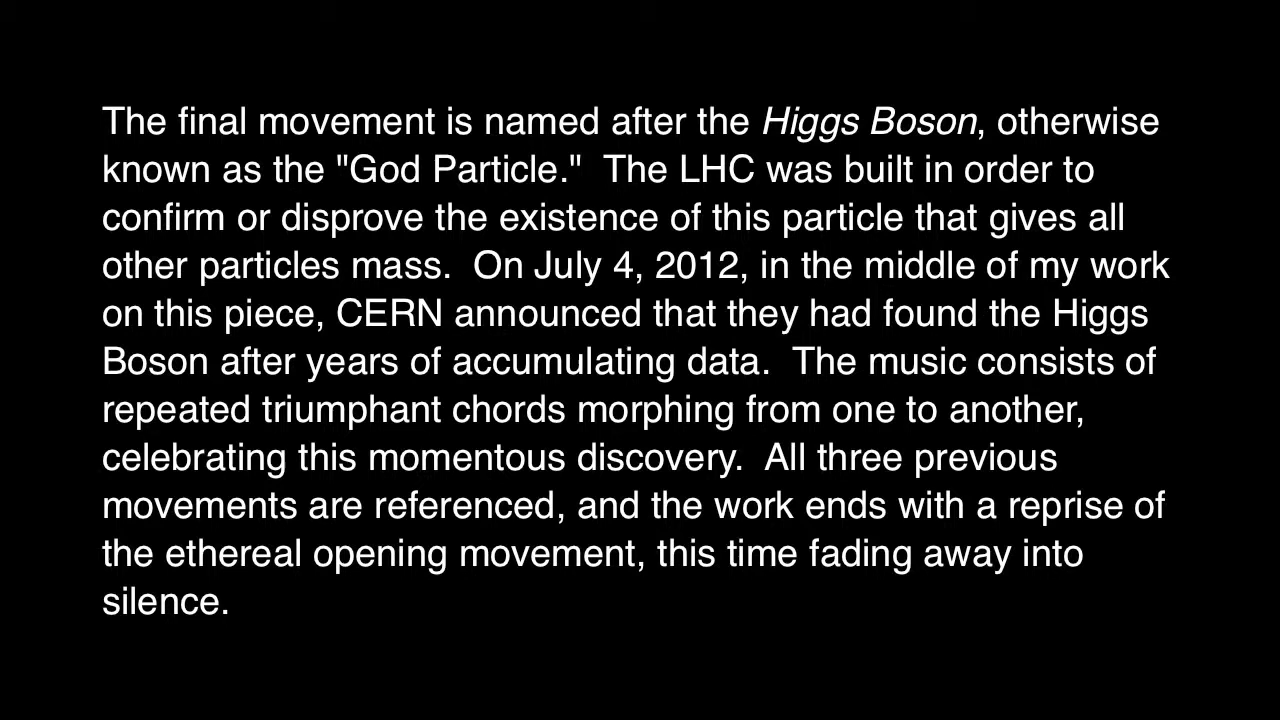 The final movement is named after the Higgs Boson, otherwise
known as the "God Particle."  The LHC was built in order to
confirm or disprove the existence of this particle that gives all
other particles mass.  On July 4, 2012, in the middle of my work
on this piece, CERN announced that they had found the Higgs
Boson after years of accumulating data.  The music consists of
repeated triumphant chords morphing from one to another,
celebrating this momentous discovery.  All three previous
movements are referenced, and the work ends with a reprise of
the ethereal opening movement, this time fading away into
silence.